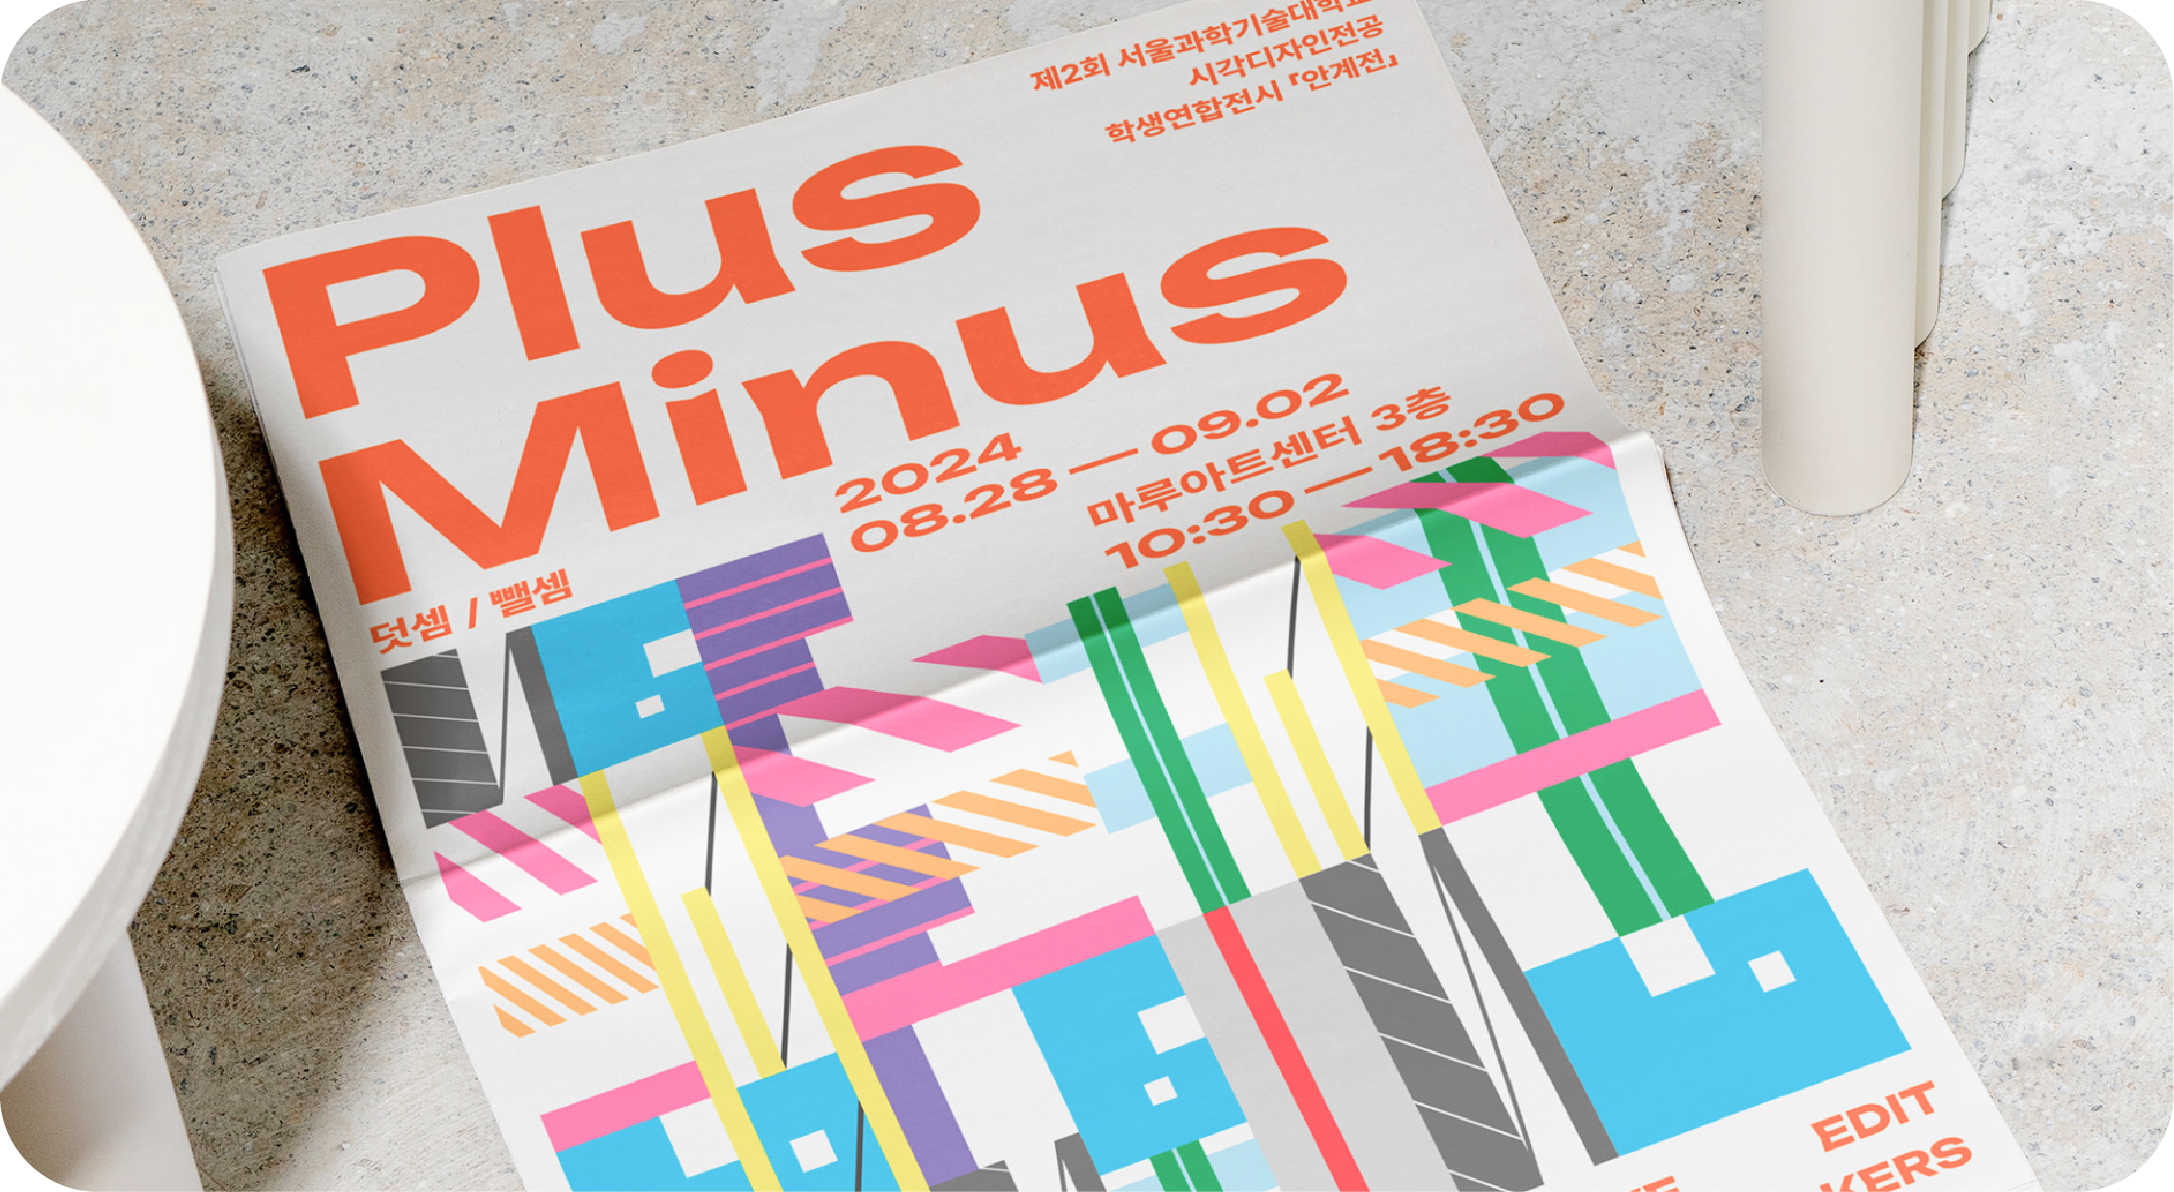 제2회 서울과학기술대학교
시각디자인전공
학생연합전시 「안계전」
Plus
Minus
2024
08.28 — 09.02
마루아트센터 3층
10:30 — 18:30
덧셈 / 뺄셈
EDIT